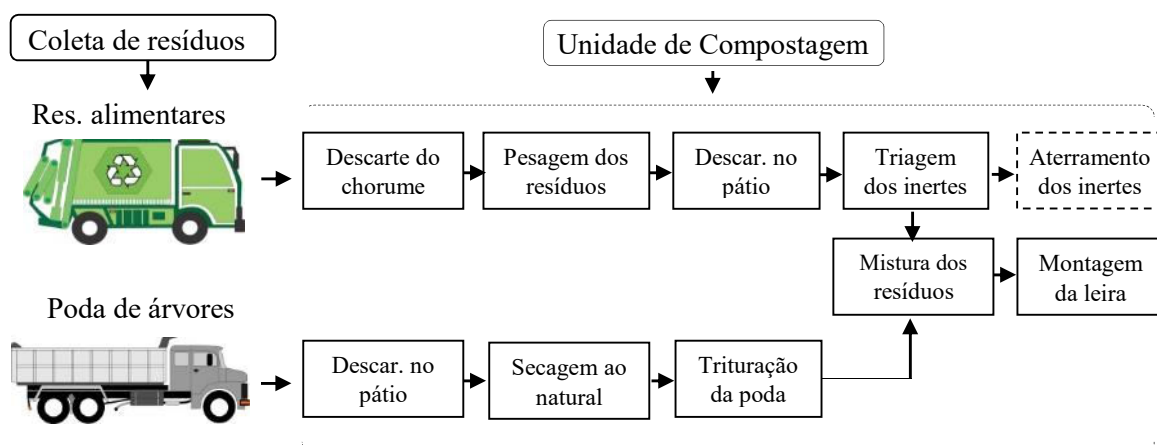 Coleta de resíduos
Unidade de Compostagem
Res. alimentares
Descarte do
chorume
Pesagem dos
resíduos
Descar. no
pátio
Triagem
dos inertes
Aterramento
dos inertes
Mistura dos
resíduos
Montagem
da leira
Poda de árvores
Descar. no
pátio
Secagem ao
natural
Trituração
da poda